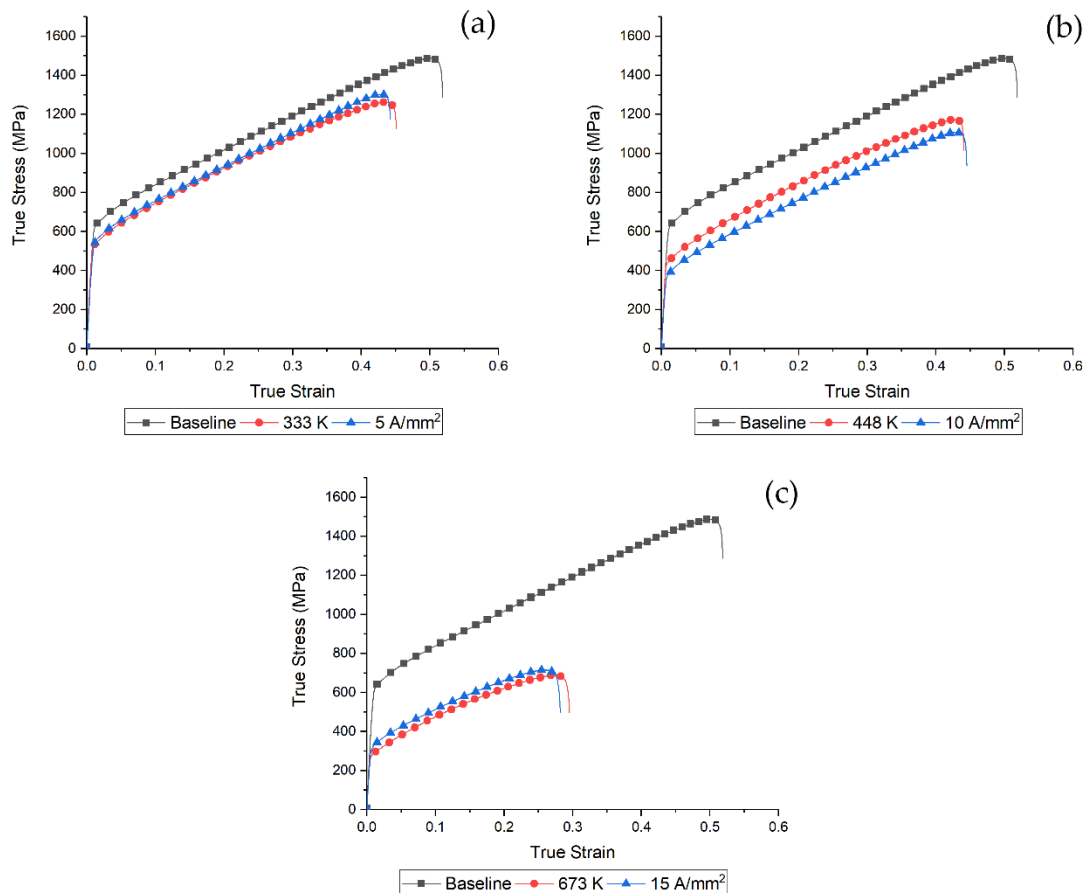 (a)
1600
1400
1200
1000
800
600
400
200
0
True Stress (MPa)
0.0 0.1 0.2 0.3 0.4 0.5 0.6
True Strain
Baseline 333 K 5 A/mm²
(b)
1600
1400
1200
1000
800
600
400
200
0
True Stress (MPa)
0.0 0.1 0.2 0.3 0.4 0.5 0.6
True Strain
Baseline 448 K 10 A/mm²
(c)
1600
1400
1200
1000
800
600
400
200
0
True Stress (MPa)
0.0 0.1 0.2 0.3 0.4 0.5 0.6
True Strain
Baseline 673 K 15 A/mm²